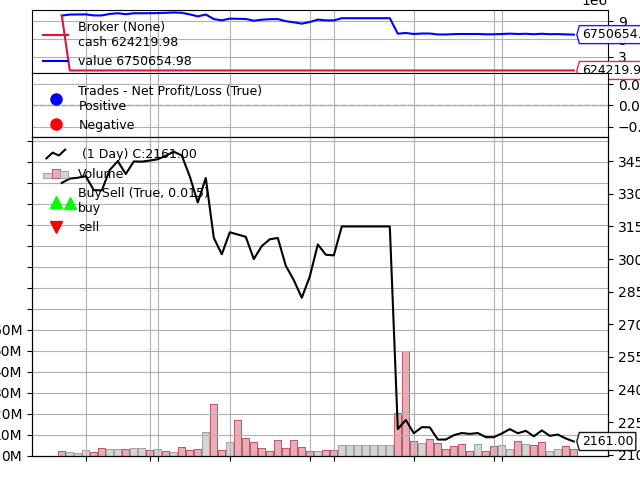 1e6
Broker (None)
cash 624219.98
value 6750654.98
9
6750654.
3
624219.9
Trades - Net Profit/Loss (True)
Positive
Negative
0.0
0.0
−0.
(1 Day) C:2161.00
Volume
BuySell (True, 0.015)
buy
sell
345
330
315
300
285
270
255
240
225
210
2161.00
60M
50M
40M
30M
20M
10M
0M